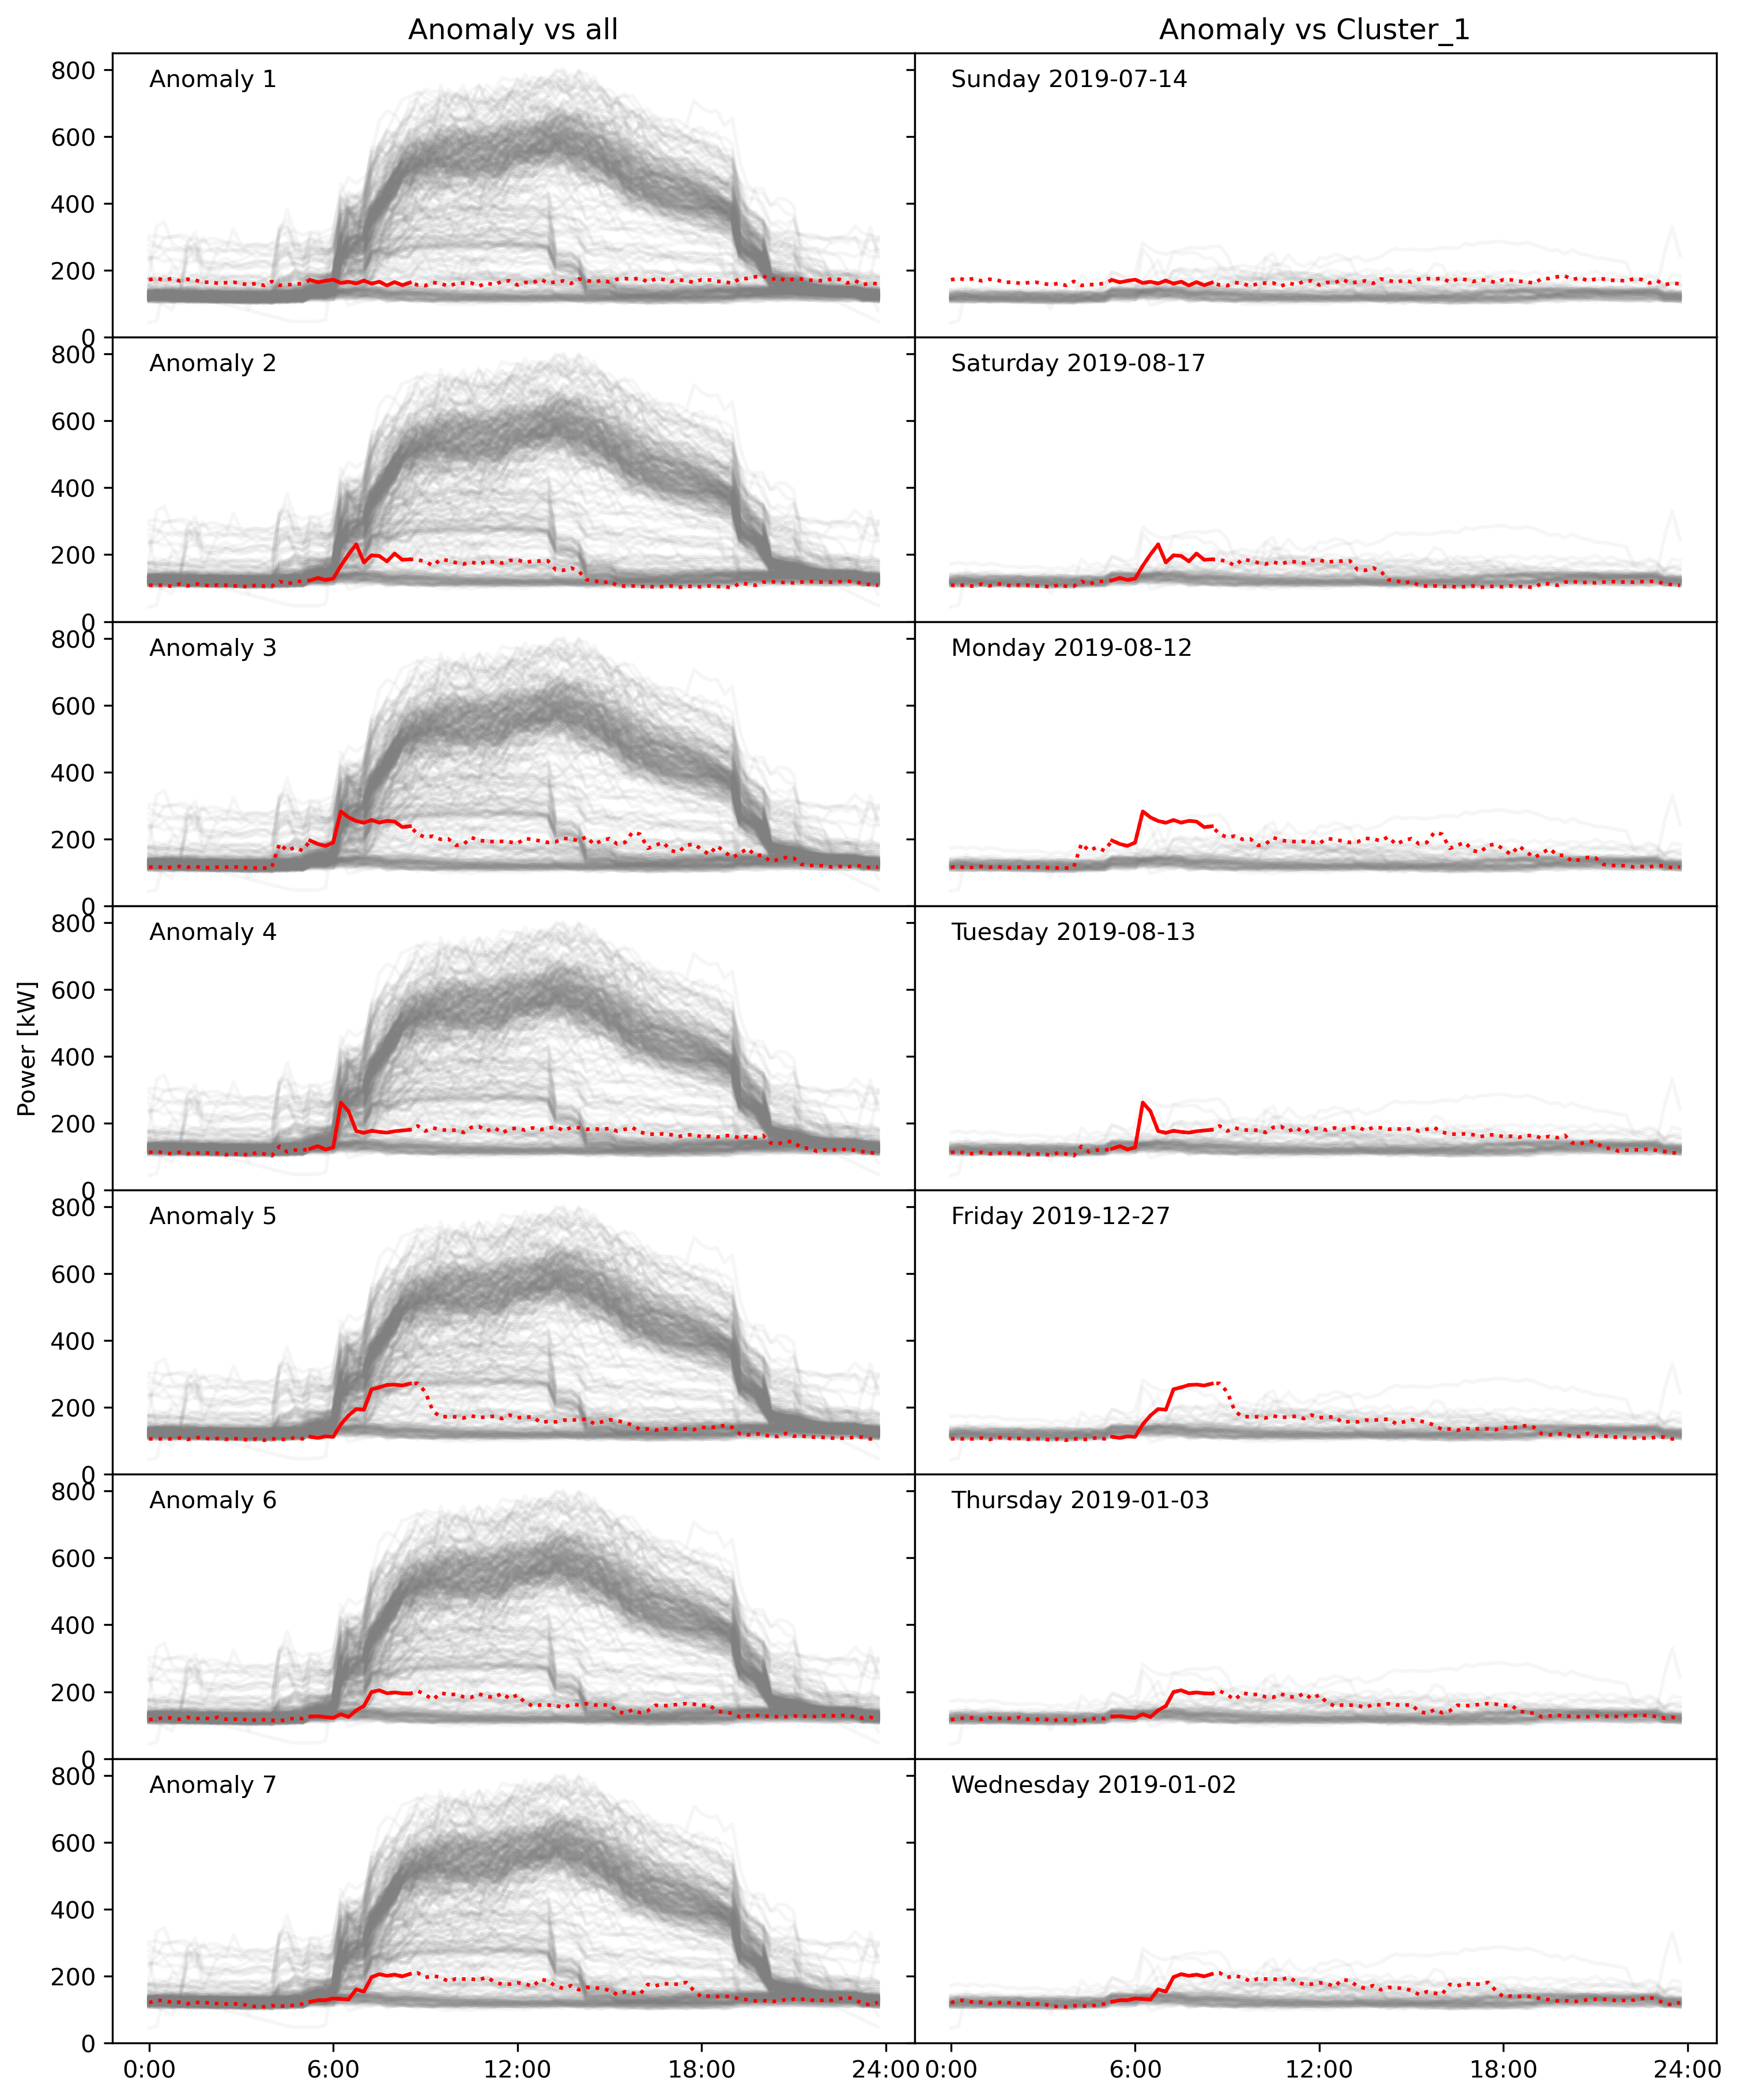 Anomaly vs all
Anomaly vs Cluster_1
800
600
400
200
0
Anomaly 1
Sunday 2019-07-14
800
600
400
200
0
Anomaly 2
Saturday 2019-08-17
800
600
400
200
0
Anomaly 3
Monday 2019-08-12
800
600
400
200
0
Anomaly 4
Tuesday 2019-08-13
Power [kW]
800
600
400
200
0
Anomaly 5
Friday 2019-12-27
800
600
400
200
0
Anomaly 6
Thursday 2019-01-03
800
600
400
200
0
Anomaly 7
Wednesday 2019-01-02
0:00 6:00 12:00 18:00 24:00
0:00 6:00 12:00 18:00 24:00